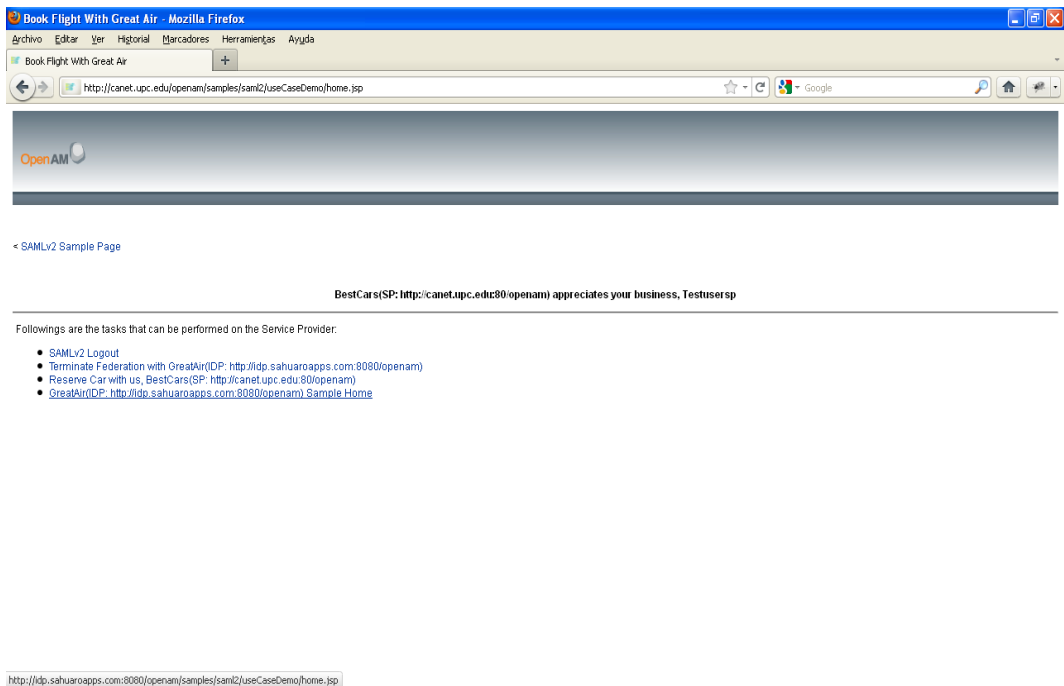 Book Flight With Great Air - Mozilla Firefox
Archivo Editar Ver Historial Marcadores Herramientas Ayuda
Book Flight With Great Air
http://canet.upc.edu/openam/samples/saml2/useCaseDemo/home.jsp
Google
OpenAM
< SAMLv2 Sample Page
BestCars(SP: http://canet.upc.edu:80/openam) appreciates your business, Testusersp
Followings are the tasks that can be performed on the Service Provider:
SAMLv2 Logout
Terminate Federation with GreatAir(IDP: http://idp.sahuaroapps.com:8080/openam)
Reserve Car with us, BestCars(SP: http://canet.upc.edu:80/openam)
GreatAir(IDP: http://idp.sahuaroapps.com:8080/openam) Sample Home
http://idp.sahuaroapps.com:8080/openam/samples/saml2/useCaseDemo/home.jsp